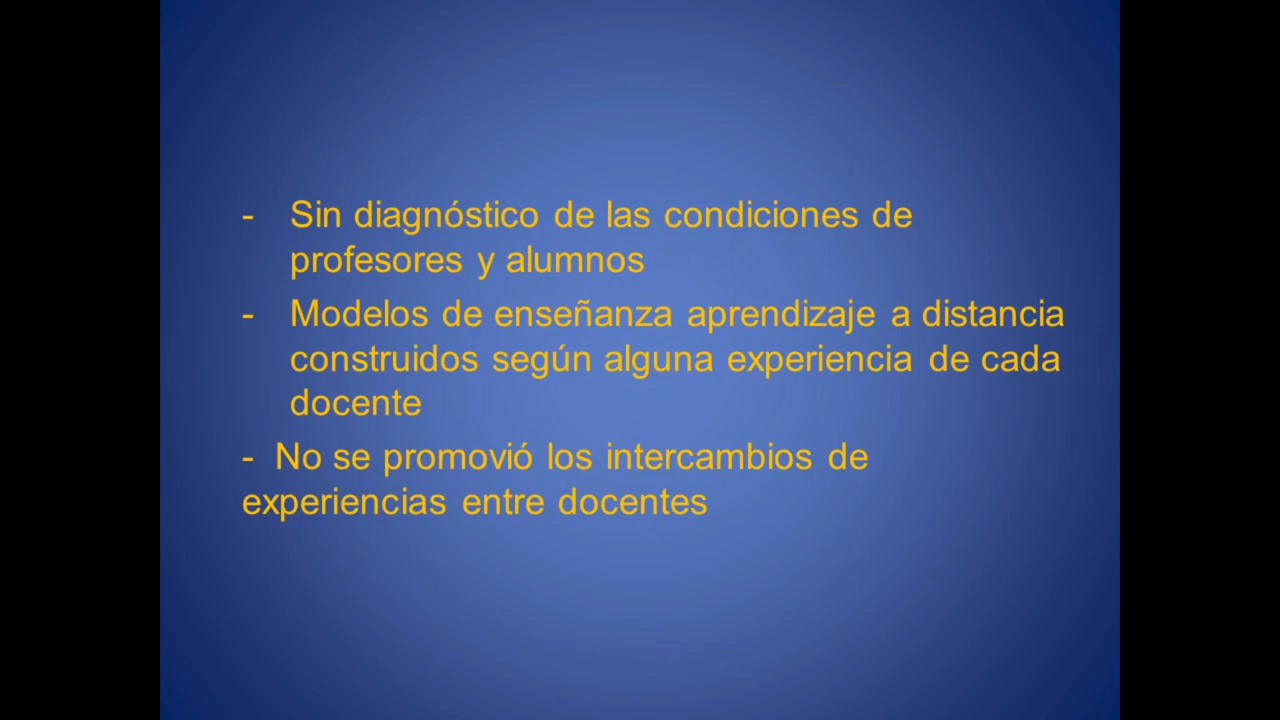 - Sin diagnóstico de las condiciones de
profesores y alumnos
- Modelos de enseñanza aprendizaje a distancia
construidos según alguna experiencia de cada
docente
- No se promovió los intercambios de
experiencias entre docentes